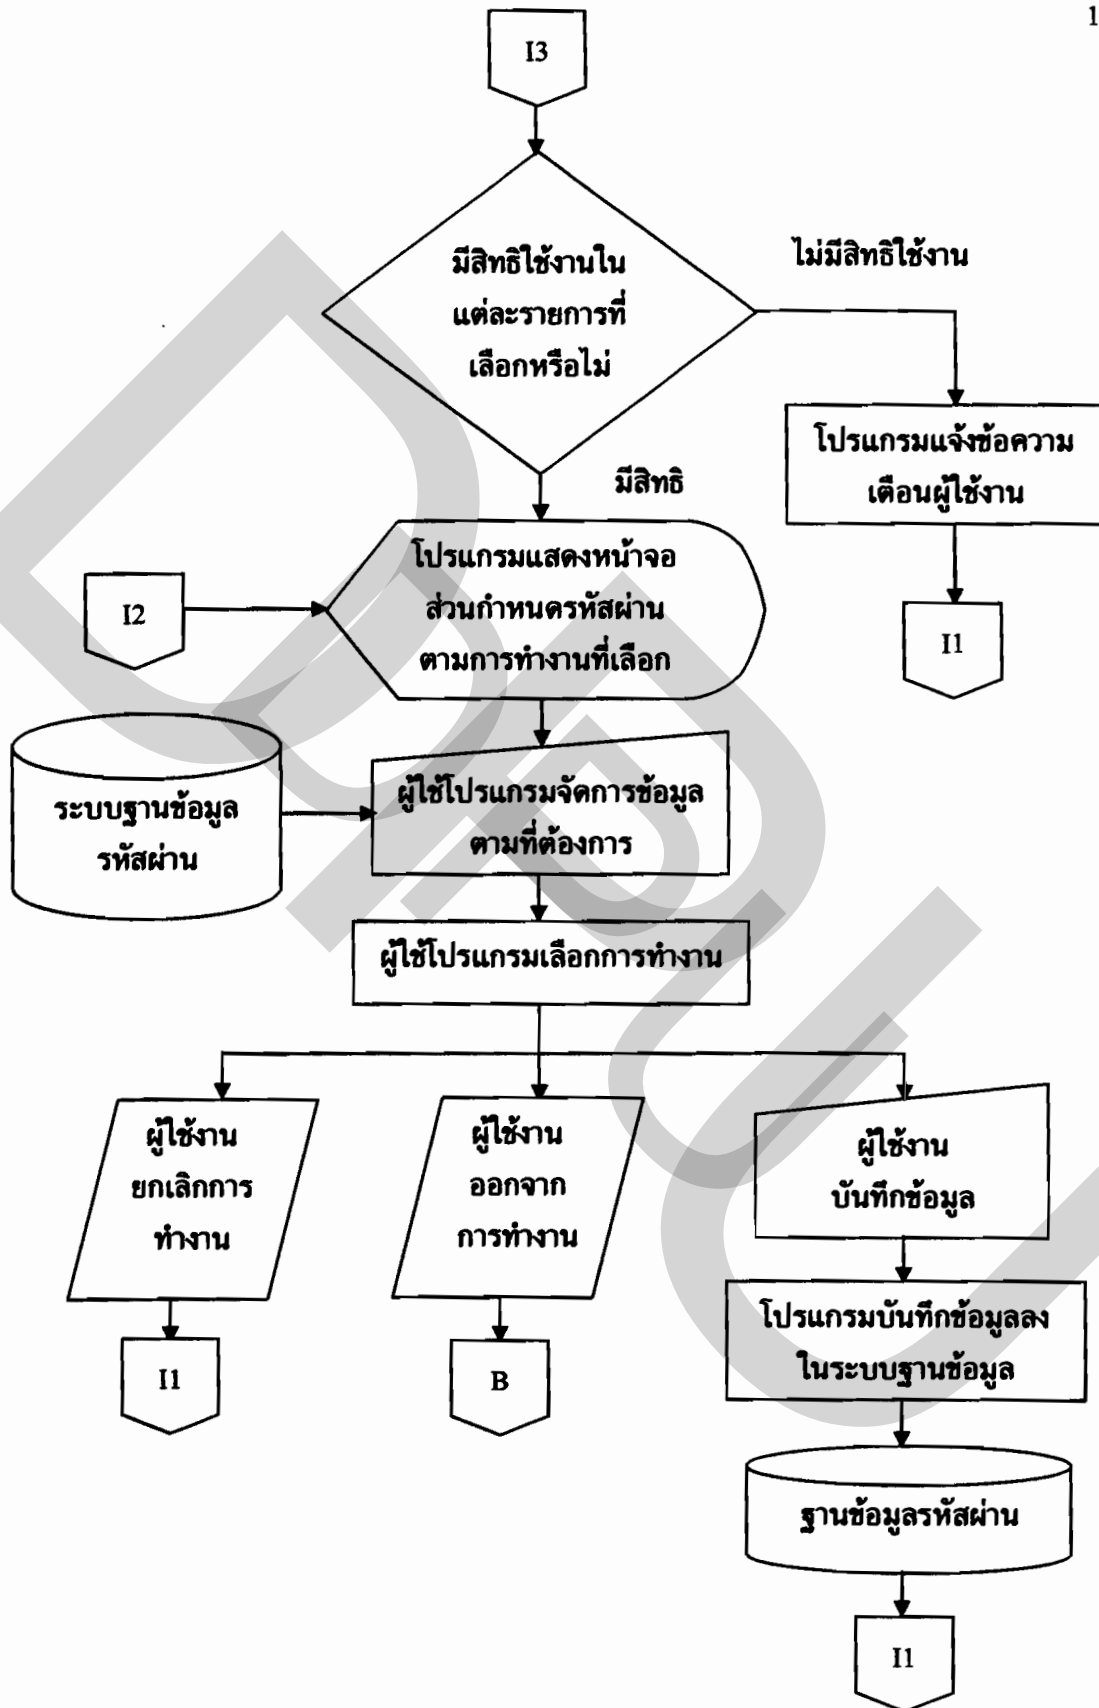 1
I3
มีสิทธิใช้งานใน
แต่ละรายการที่
เลือกหรือไม่
ไม่มีสิทธิใช้งาน
โปรแกรมแจ้งข้อความ
เตือนผู้ใช้งาน
I1
มีสิทธิ
โปรแกรมแสดงหน้าจอ
ส่วนกำหนดรหัสผ่าน
ตามการทำงานที่เลือก
I2
ระบบฐานข้อมูล
รหัสผ่าน
ผู้ใช้โปรแกรมจัดการข้อมูล
ตามที่ต้องการ
ผู้ใช้โปรแกรมเลือกการทำงาน
ผู้ใช้งาน
ยกเลิกการ
ทำงาน
I1
ผู้ใช้งาน
ออกจาก
การทำงาน
B
ผู้ใช้งาน
บันทึกข้อมูล
โปรแกรมบันทึกข้อมูลลง
ในระบบฐานข้อมูล
ฐานข้อมูลรหัสผ่าน
I1